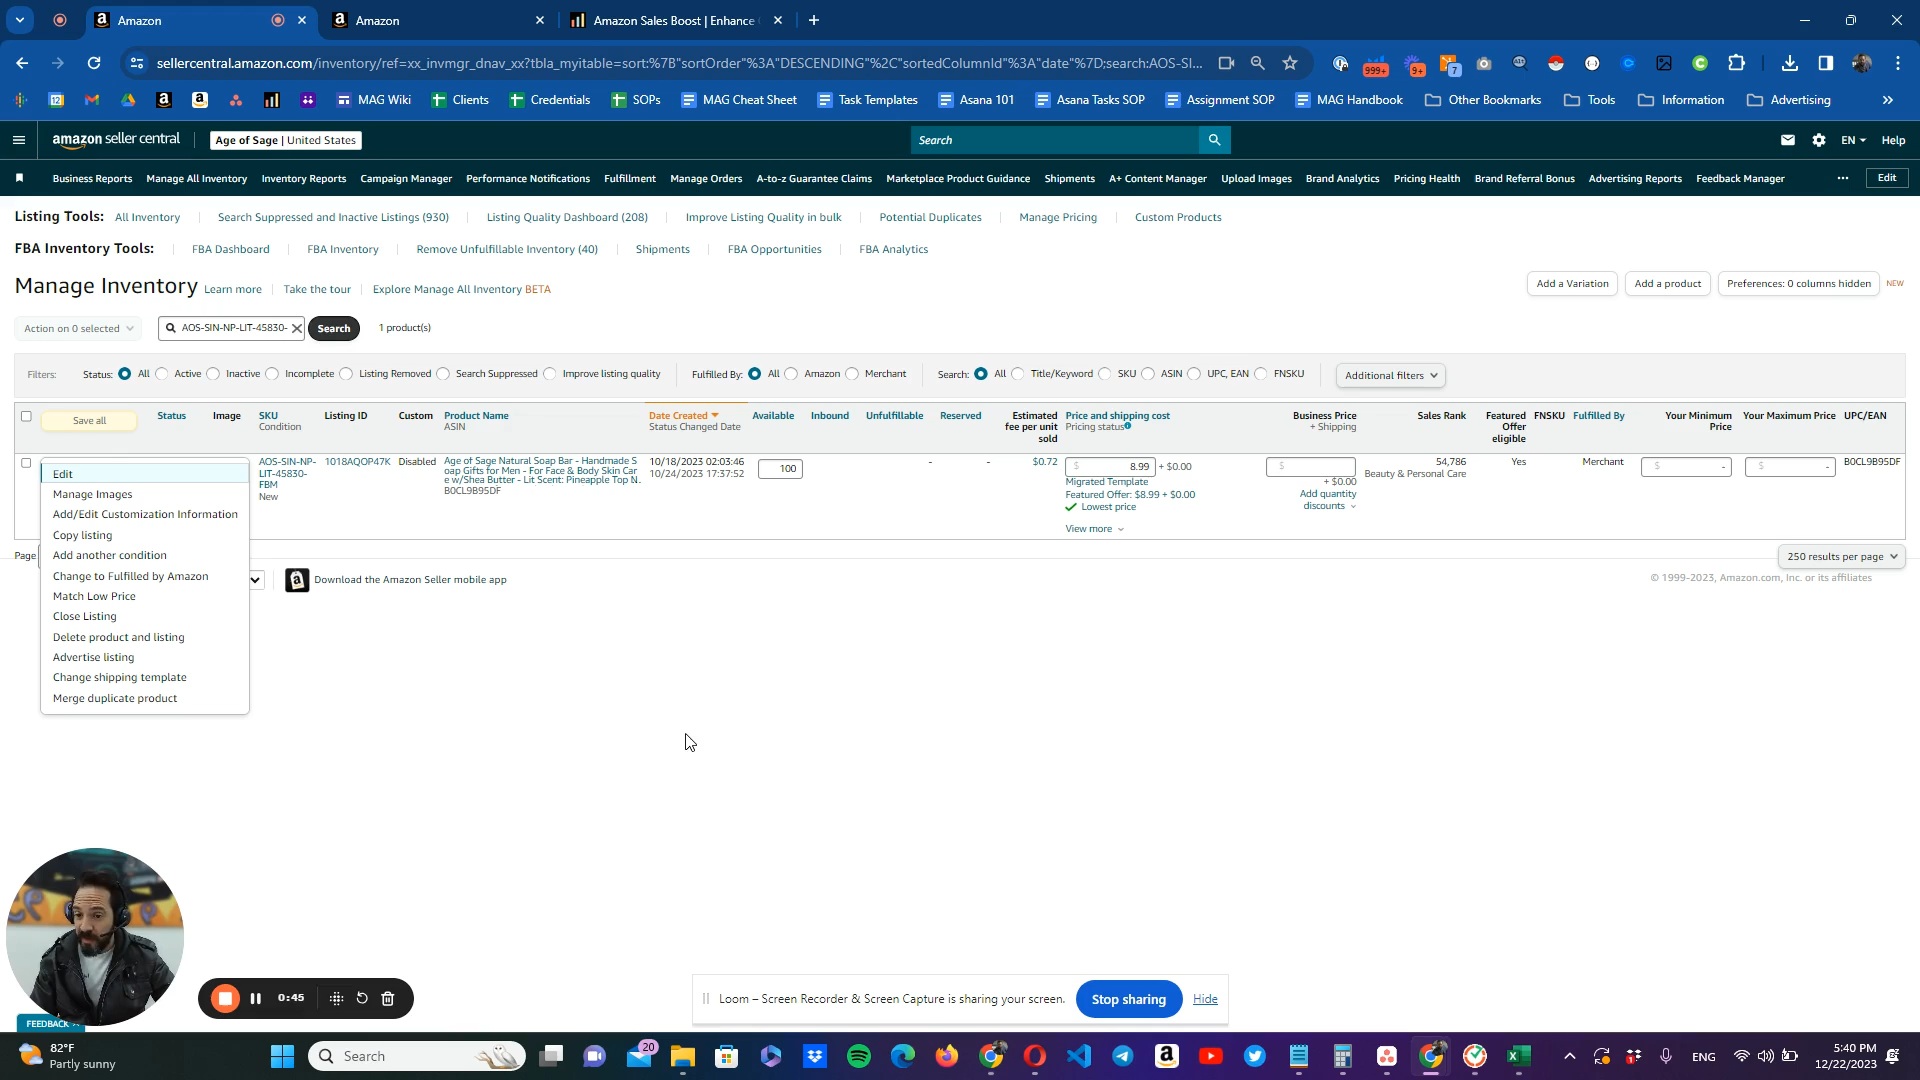 Amazon
Amazon
Amazon Sales Boost | Enhance
sellercentral.amazon.com/inventory/ref=xx_invmgr_dnav_xx?tbla_myitable=sort:%7B"sortOrder"%3A"DESCENDING"%2C"sortedColumnId"%3A"date"%7D;search:AOS-SI...
999+
9+
7
MAG Wiki
Clients
Credentials
SOPs
MAG Cheat Sheet
Task Templates
Asana 101
Asana Tasks SOP
Assignment SOP
MAG Handbook
Other Bookmarks
Tools
Information
Advertising
amazon seller central
Age of Sage | United States
Search
EN
Help
Business Reports
Manage All Inventory
Inventory Reports
Campaign Manager
Performance Notifications
Fulfillment
Manage Orders
A-to-z Guarantee Claims
Marketplace Product Guidance
Shipments
A+ Content Manager
Upload Images
Brand Analytics
Pricing Health
Brand Referral Bonus
Advertising Reports
Feedback Manager
Edit
Listing Tools: All Inventory | Search Suppressed and Inactive Listings (930) | Listing Quality Dashboard (208) | Improve Listing Quality in bulk | Potential Duplicates | Manage Pricing | Custom Products
FBA Inventory Tools: | FBA Dashboard | FBA Inventory | Remove Unfulfillable Inventory (40) | Shipments | FBA Opportunities | FBA Analytics
Manage Inventory Learn more | Take the tour | Explore Manage All Inventory BETA
Add a Variation
Add a product
Preferences: 0 columns hidden
NEW
Action on 0 selected
AOS-SIN-NP-LIT-45830-
Search
1 product(s)
Filters: Status: All Active Inactive Incomplete Listing Removed Search Suppressed Improve listing quality
Fulfilled By: All Amazon Merchant
Search: All Title/Keyword SKU ASIN UPC, EAN FNSKU
Additional filters
Save all
Status
Image
SKU
Condition
Listing ID
Custom
Product Name
ASIN
Date Created
Status Changed Date
Available
Inbound
Unfulfillable
Reserved
Estimated
fee per unit
sold
Price and shipping cost
Pricing status
Business Price
+ Shipping
Sales Rank
Featured
Offer
eligible
FNSKU
Fulfilled By
Your Minimum
Price
Your Maximum Price
UPC/EAN
Edit
Manage Images
Add/Edit Customization Information
Copy listing
Add another condition
Change to Fulfilled by Amazon
Match Low Price
Close Listing
Delete product and listing
Advertise listing
Change shipping template
Merge duplicate product
AOS-SIN-NP-
LIT-45830-
FBM
New
1018AQOP47K
Disabled
Age of Sage Natural Soap Bar - Handmade S
oap Gifts for Men - For Face & Body Skin Car
e w/Shea Butter - Lit Scent: Pineapple Top N.
B0CL9B95DF
10/18/2023 02:03:46
10/24/2023 17:37:52
100
-
-
$0.72
$ 8.99 + $0.00
Migrated Template
Featured Offer: $8.99 + $0.00
Lowest price
View more
$
+ $0.00
Add quantity
discounts
54,786
Beauty & Personal Care
Yes
Merchant
$ -
$ -
B0CL9B95DF
Page
250 results per page
Download the Amazon Seller mobile app
© 1999-2023, Amazon.com, Inc. or its affiliates
0:45
FEEDBACK
Loom – Screen Recorder & Screen Capture is sharing your screen.
Stop sharing
Hide
82°F
Partly sunny
Search
20
ENG
5:40 PM
12/22/2023